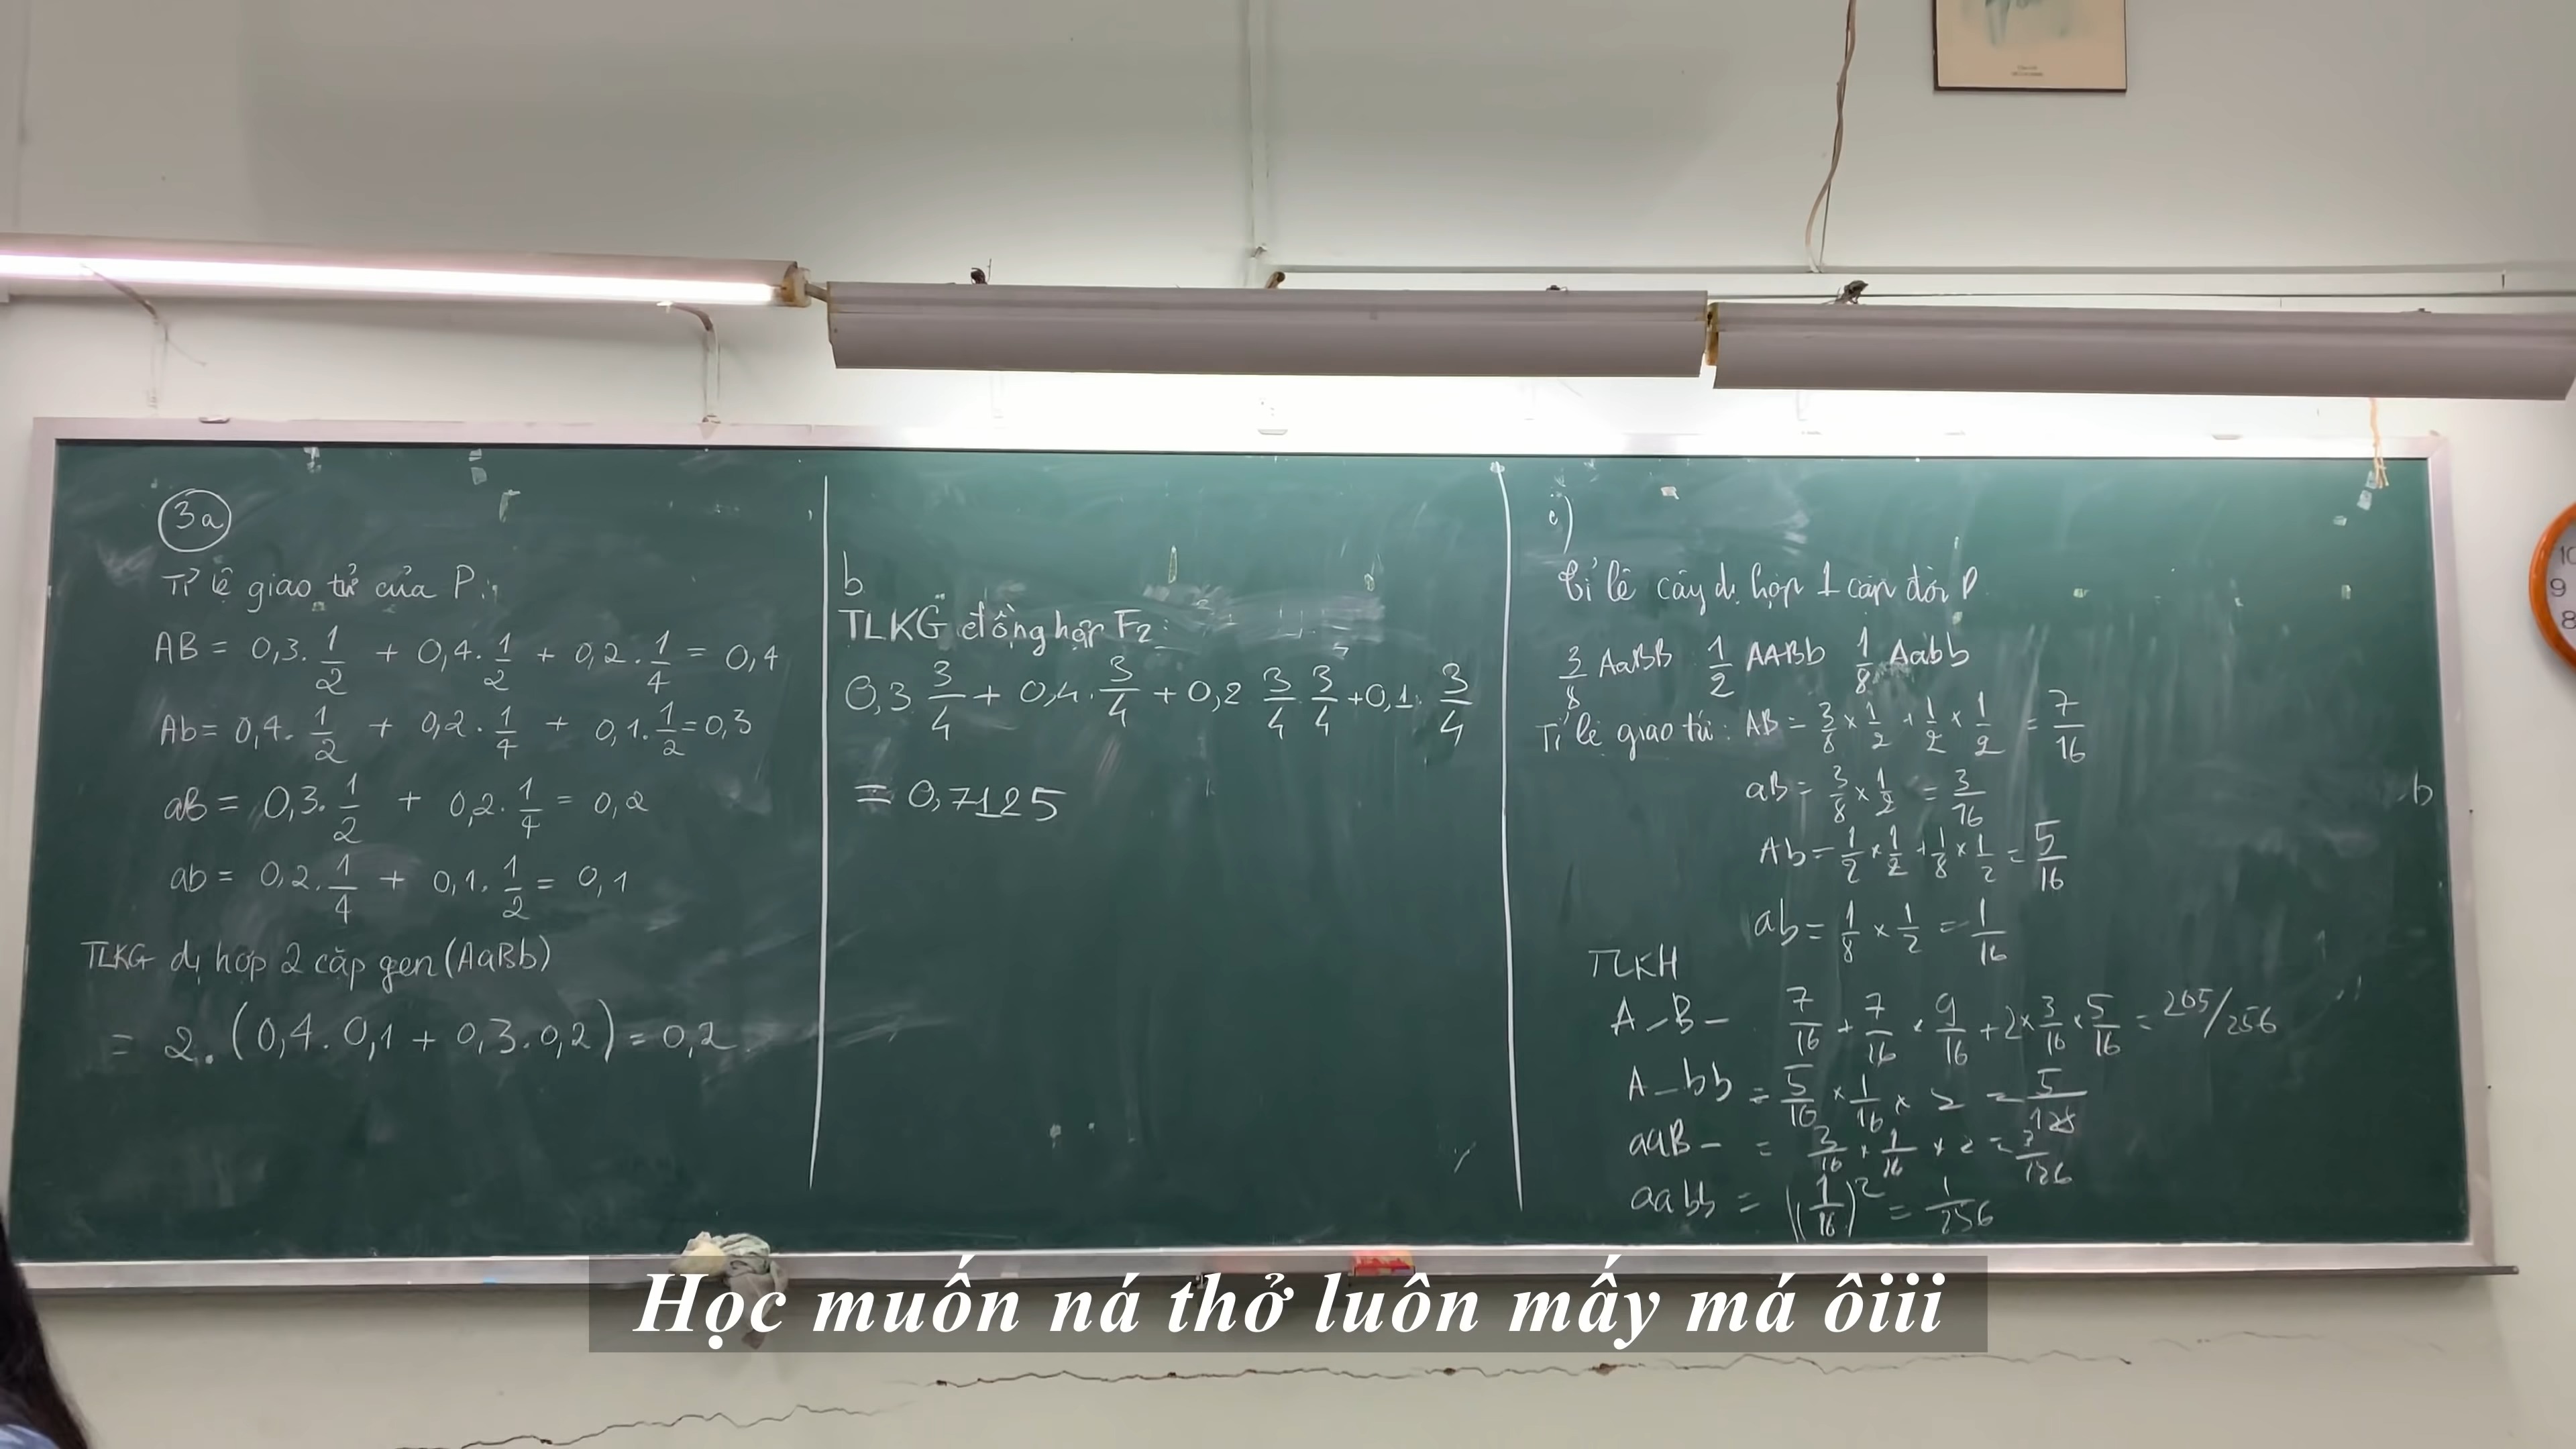 3a
Tỉ lệ giao tử của P:
AB = 0,3. 1/2 + 0,4. 1/2 + 0,2. 1/4 = 0,4
Ab = 0,4. 1/2 + 0,2. 1/4 + 0,1. 1/2 = 0,3
aB = 0,3. 1/2 + 0,2. 1/4 = 0,2
ab = 0,2. 1/4 + 0,1. 1/2 = 0,1
TLKG dị hợp 2 cặp gen (AaBb)
= 2. (0,4. 0,1 + 0,3. 0,2) = 0,2
b
TLKG đồng hợp F2:
0,3 3/4 + 0,4. 3/4 + 0,2 3/4 . 3/4 + 0,1. 3/4
= 0,7125
c)
tỉ lệ cây dị hợp 1 cặp đời P
3/8 AaBB 1/2 AABb 1/8 Aabb
Tỉ lệ giao tử: AB = 3/8 × 1/2 + 1/2 × 1/2 = 7/16
aB = 3/8 × 1/2 = 3/16
Ab = 1/2 × 1/2 + 1/8 × 1/2 = 5/16
ab = 1/8 × 1/2 = 1/16
TLKH
A-B- 7/16 + 7/16 × 9/16 + 2 × 3/16 × 5/16 = 205/256
A-bb = 5/16 × 1/16 × 2 = 5/128
aaB- = 3/16 × 1/16 × 2 =
aabb = (1/16)² = 1/256
b
10
9
8
Học muốn ná thở luôn mấy má ôiii